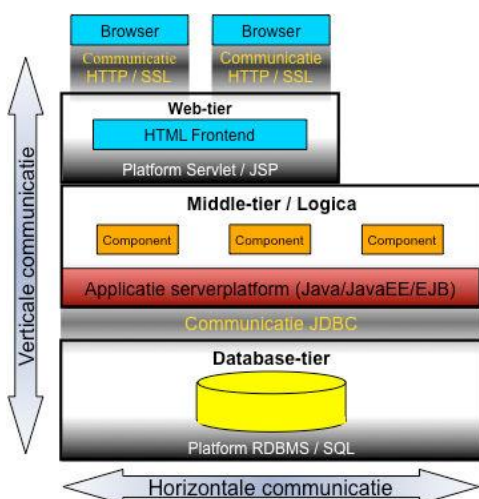 Browser
Browser
Communicatie
HTTP / SSL
Communicatie
HTTP / SSL
Web-tier
HTML Frontend
Platform Servlet / JSP
Middle-tier / Logica
Component
Component
Component
Applicatie serverplatform (Java/JavaEE/EJB)
Communicatie JDBC
Database-tier
Platform RDBMS / SQL
Verticale communicatie
Horizontale communicatie